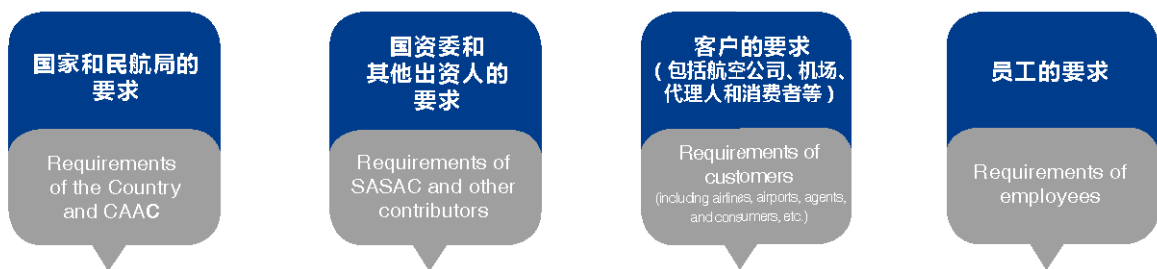 国家和民航局的
要求
Requirements
of the Country
and CAAC
国资委和
其他出资人的
要求
Requirements of
SASAC and other
contributors
客户的要求
(包括航空公司、机场、
代理人和消费者等)
Requirements of
customers
(including airlines, airports, agents,
and consumers, etc.)
员工的要求
Requirements of
employees